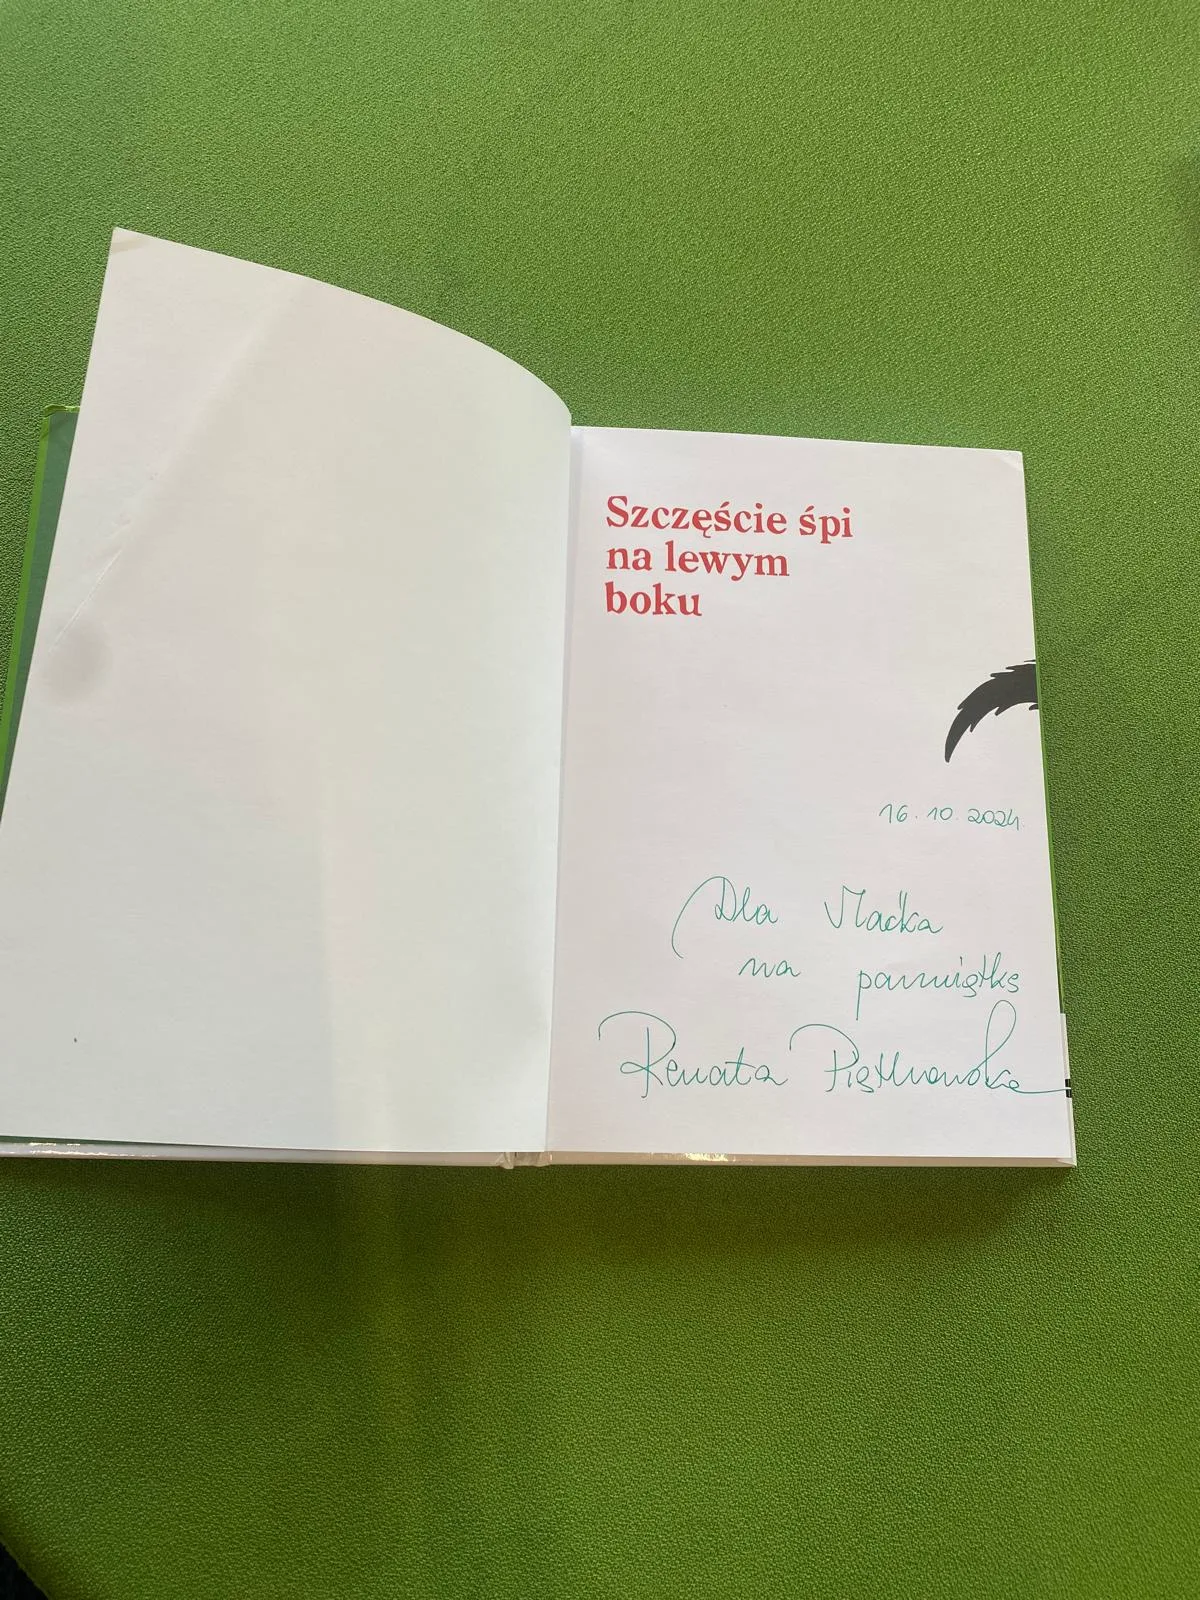 Szczęście śpi
na lewym
boku
16.10.2024.
Dla Maćka
na pamiątkę
Renata Piątkowska